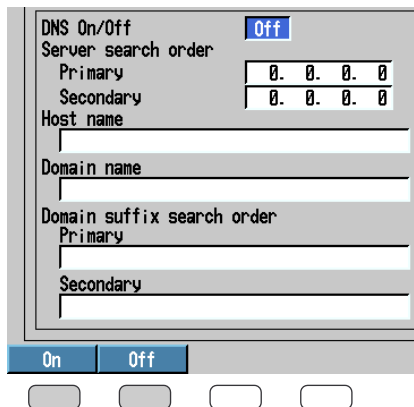 DNS On/Off Off
Server search order
Primary 0. 0. 0. 0
Secondary 0. 0. 0. 0
Host name
Domain name
Domain suffix search order
Primary
Secondary
On Off